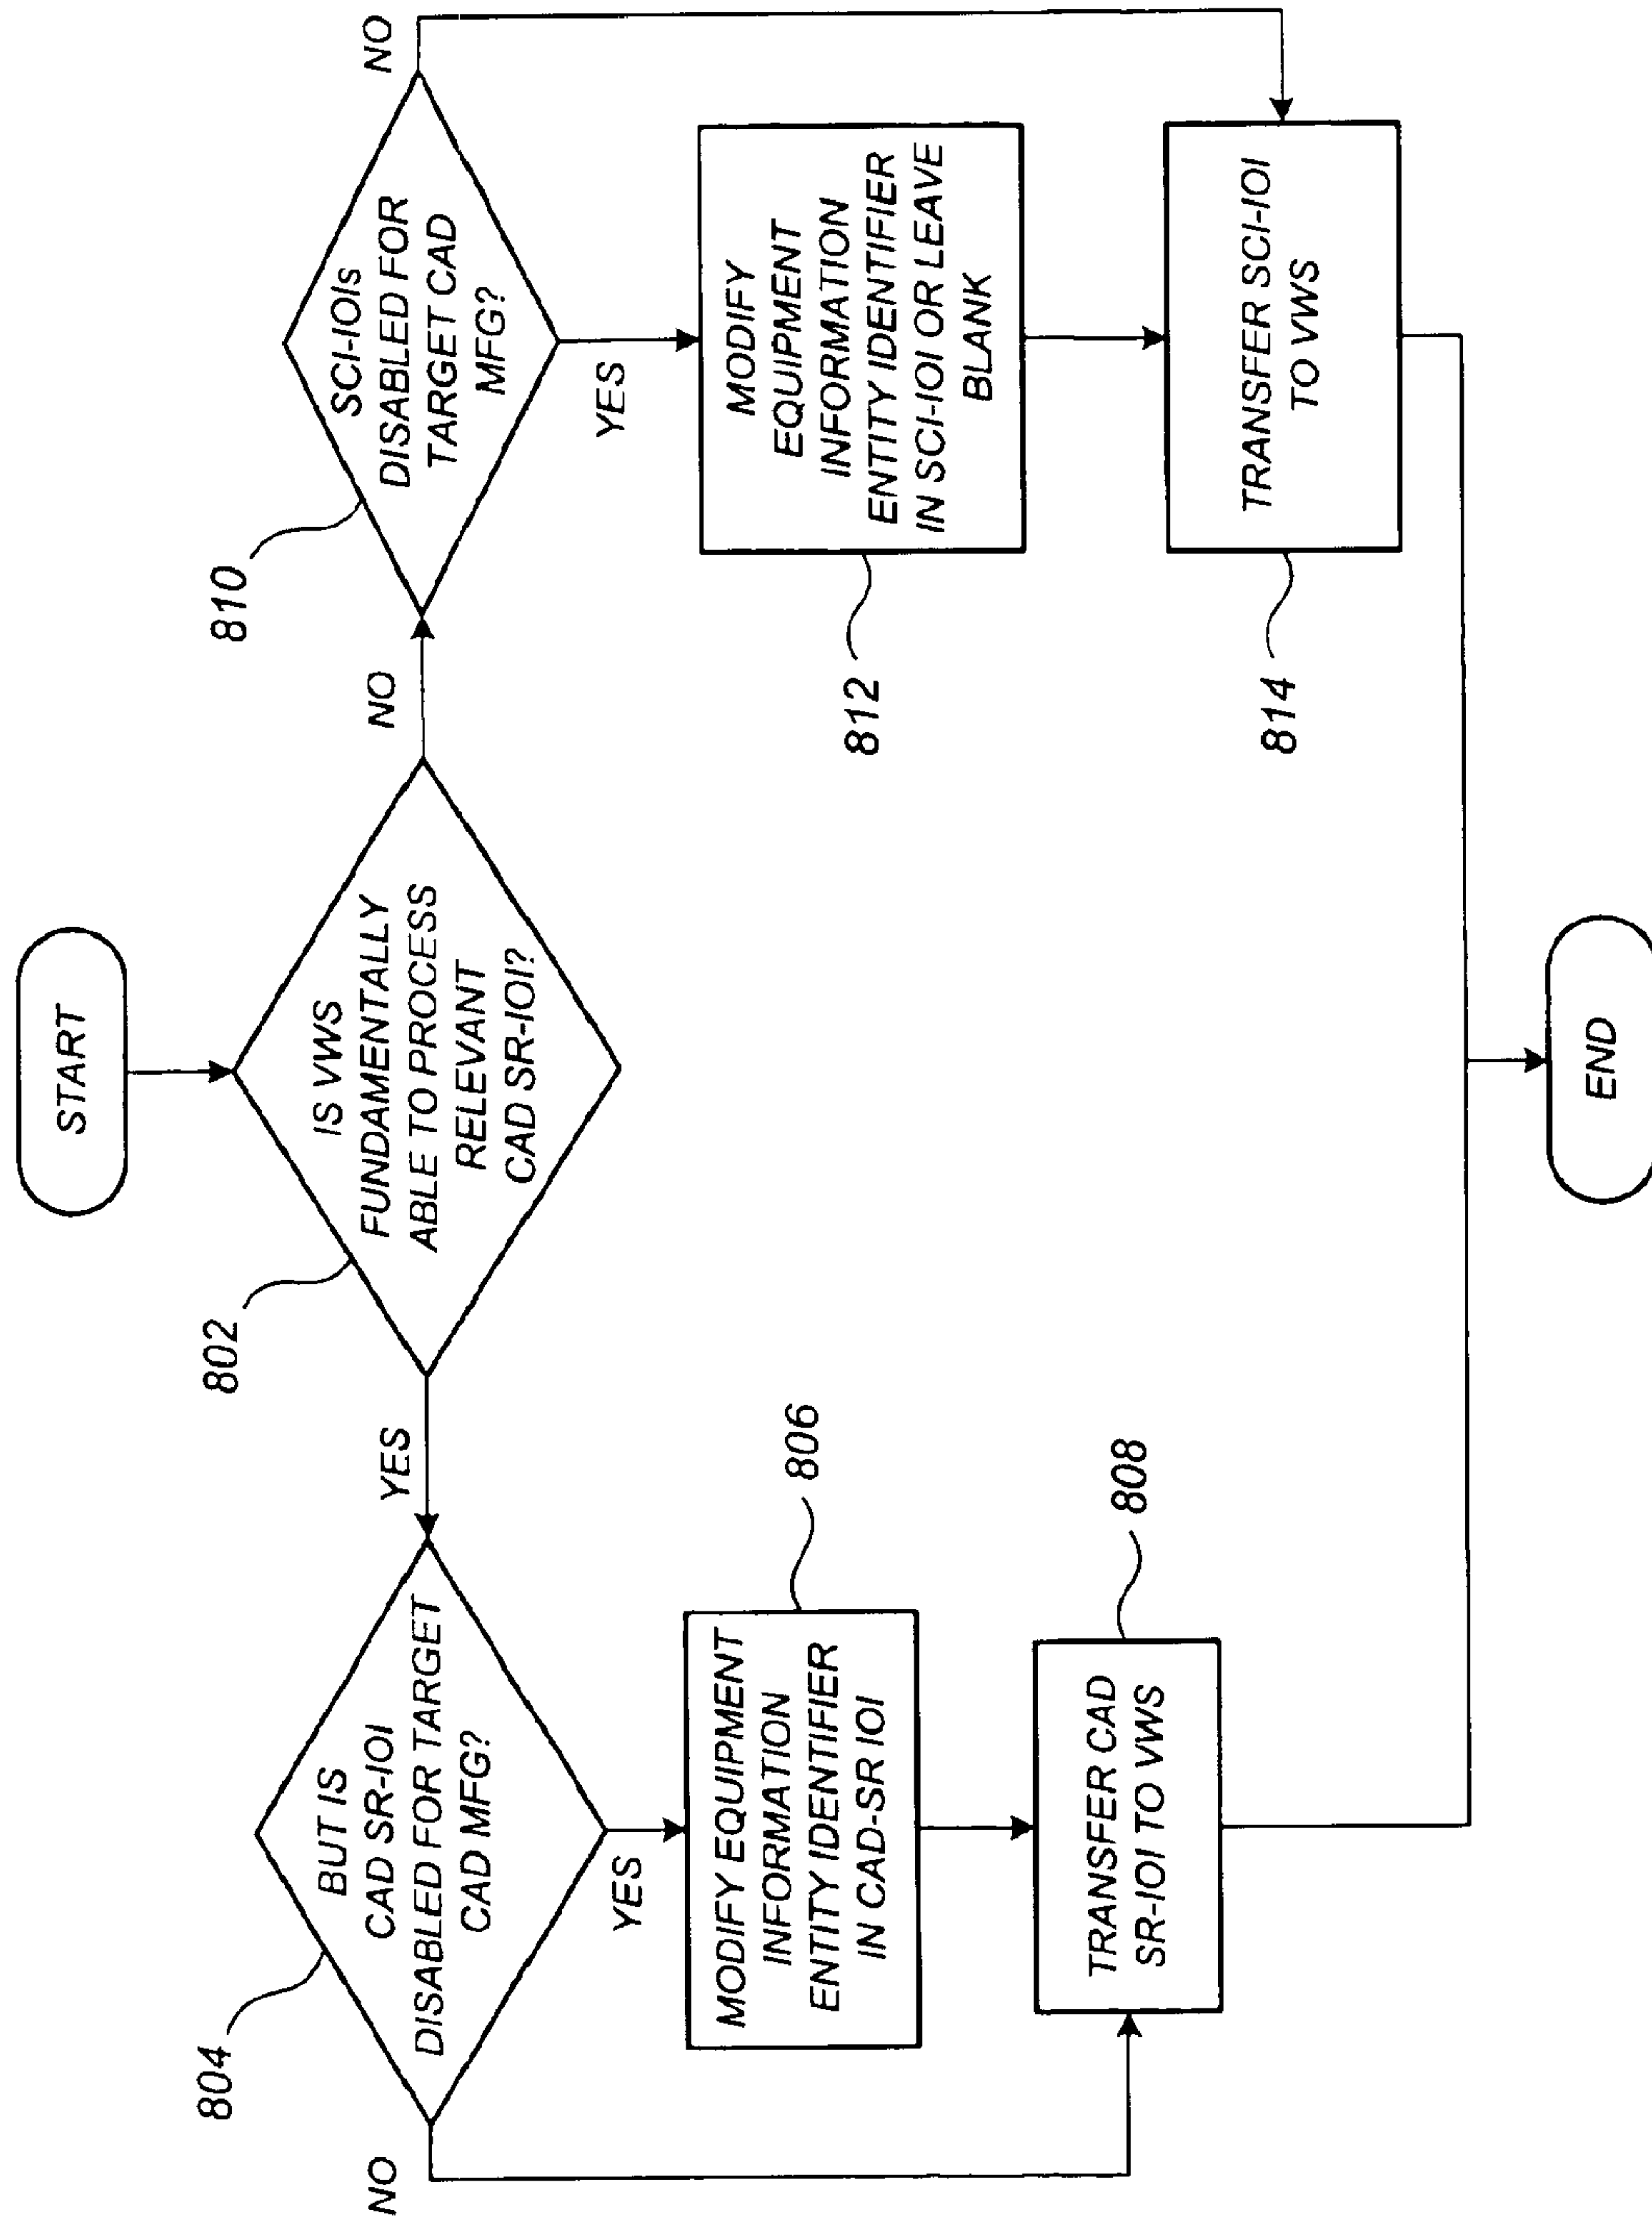 START
802
IS VWS
FUNDAMENTALLY
ABLE TO PROCESS
RELEVANT
CAD SR-IOI?
YES
NO
804
BUT IS
CAD SR-IOI
DISABLED FOR TARGET
CAD MFG?
NO
YES
806
MODIFY EQUIPMENT
INFORMATION
ENTITY IDENTIFIER
IN CAD-SR IOI
808
TRANSFER CAD
SR-IOI TO VWS
810
SCI-IOIs
DISABLED FOR
TARGET CAD
MFG?
NO
YES
812
MODIFY
EQUIPMENT
INFORMATION
ENTITY IDENTIFIER
IN SCI-IOI OR LEAVE
BLANK
814
TRANSFER SCI-IOI
TO VWS
END